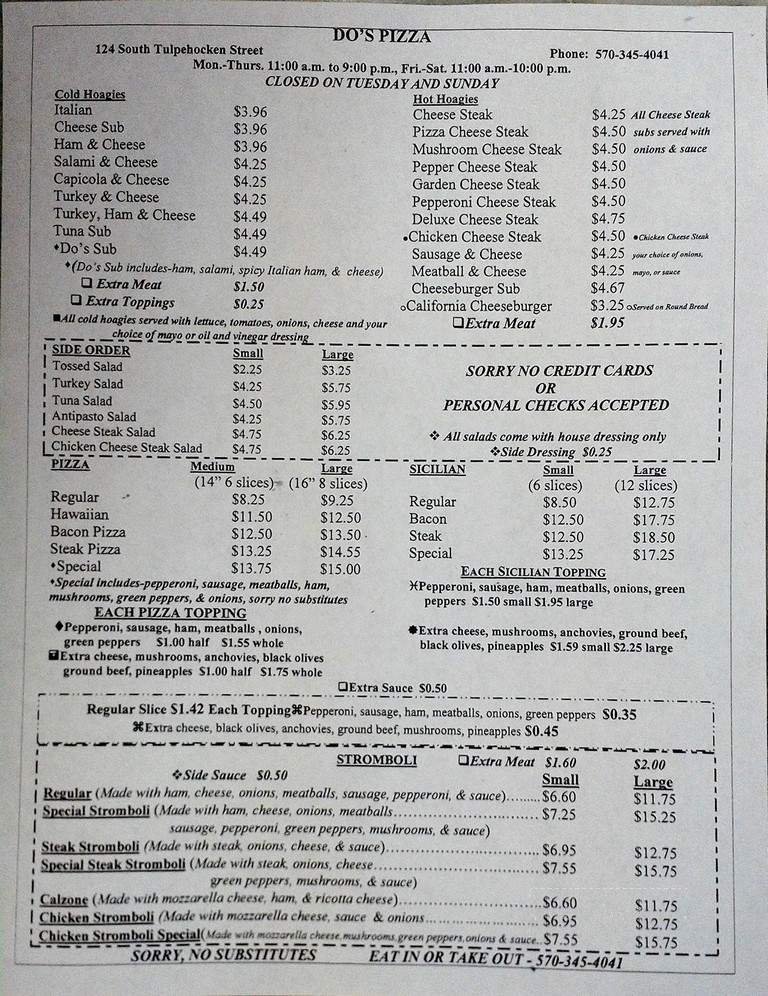 DO'S PIZZA
124 South Tulpehocken Street Phone: 570-345-4041
Mon.-Thurs. 11:00 a.m. to 9:00 p.m., Fri.-Sat. 11:00 a.m.-10:00 p.m.
CLOSED ON TUESDAY AND SUNDAY
Cold Hoagies
Italian $3.96
Cheese Sub $3.96
Ham & Cheese $3.96
Salami & Cheese $4.25
Capicola & Cheese $4.25
Turkey & Cheese $4.25
Turkey, Ham & Cheese $4.49
Tuna Sub $4.49
♦Do's Sub $4.49
♦(Do's Sub includes-ham, salami, spicy Italian ham, & cheese)
❑ Extra Meat $1.50
❑ Extra Toppings $0.25
■All cold hoagies served with lettuce, tomatoes, onions, cheese and your
choice of mayo or oil and vinegar dressing
Hot Hoagies
Cheese Steak $4.25 All Cheese Steak
Pizza Cheese Steak $4.50 subs served with
Mushroom Cheese Steak $4.50 onions & sauce
Pepper Cheese Steak $4.50
Garden Cheese Steak $4.50
Pepperoni Cheese Steak $4.50
Deluxe Cheese Steak $4.75
•Chicken Cheese Steak $4.50 •Chicken Cheese Steak
Sausage & Cheese $4.25 your choice of onions,
Meatball & Cheese $4.25 mayo, or sauce
Cheeseburger Sub $4.67
oCalifornia Cheeseburger $3.25 oServed on Round Bread
❑Extra Meat $1.95
SIDE ORDER Small Large
Tossed Salad $2.25 $3.25
Turkey Salad $4.25 $5.75
Tuna Salad $4.50 $5.95
Antipasto Salad $4.25 $5.75
Cheese Steak Salad $4.75 $6.25
Chicken Cheese Steak Salad $4.75 $6.25
SORRY NO CREDIT CARDS
OR
PERSONAL CHECKS ACCEPTED
❖ All salads come with house dressing only
❖Side Dressing $0.25
PIZZA Medium Large
(14" 6 slices) (16" 8 slices)
Regular $8.25 $9.25
Hawaiian $11.50 $12.50
Bacon Pizza $12.50 $13.50
Steak Pizza $13.25 $14.55
♦Special $13.75 $15.00
♦Special includes-pepperoni, sausage, meatballs, ham,
mushrooms, green peppers, & onions, sorry no substitutes
EACH PIZZA TOPPING
♦Pepperoni, sausage, ham, meatballs , onions,
green peppers $1.00 half $1.55 whole
Extra cheese, mushrooms, anchovies, black olives
ground beef, pineapples $1.00 half $1.75 whole
SICILIAN Small Large
(6 slices) (12 slices)
Regular $8.50 $12.75
Bacon $12.50 $17.75
Steak $12.50 $18.50
Special $13.25 $17.25
EACH SICILIAN TOPPING
Pepperoni, sausage, ham, meatballs, onions, green
peppers $1.50 small $1.95 large
Extra cheese, mushrooms, anchovies, ground beef,
black olives, pineapples $1.59 small $2.25 large
❑Extra Sauce $0.50
Regular Slice $1.42 Each Topping⌘Pepperoni, sausage, ham, meatballs, onions, green peppers $0.35
⌘Extra cheese, black olives, anchovies, ground beef, mushrooms, pineapples $0.45
STROMBOLI ❑Extra Meat $1.60 $2.00
❖Side Sauce $0.50 Small Large
Regular (Made with ham, cheese, onions, meatballs, sausage, pepperoni, & sauce).........$6.60 $11.75
Special Stromboli (Made with ham, cheese, onions, meatballs.................................$7.25 $15.25
sausage, pepperoni, green peppers, mushrooms, & sauce)
Steak Stromboli (Made with steak, onions, cheese, & sauce)...................................$6.95 $12.75
Special Steak Stromboli (Made with steak, onions, cheese.....................................$7.55 $15.75
green peppers, mushrooms, & sauce)
Calzone (Made with mozzarella cheese, ham, & ricotta cheese)................................$6.60 $11.75
Chicken Stromboli (Made with mozzarella cheese, sauce & onions..........................$6.95 $12.75
Chicken Stromboli Special(Made with mozzarella cheese, mushrooms, green peppers, onions & sauce..$7.55 $15.75
SORRY, NO SUBSTITUTES EAT IN OR TAKE OUT - 570-345-4041